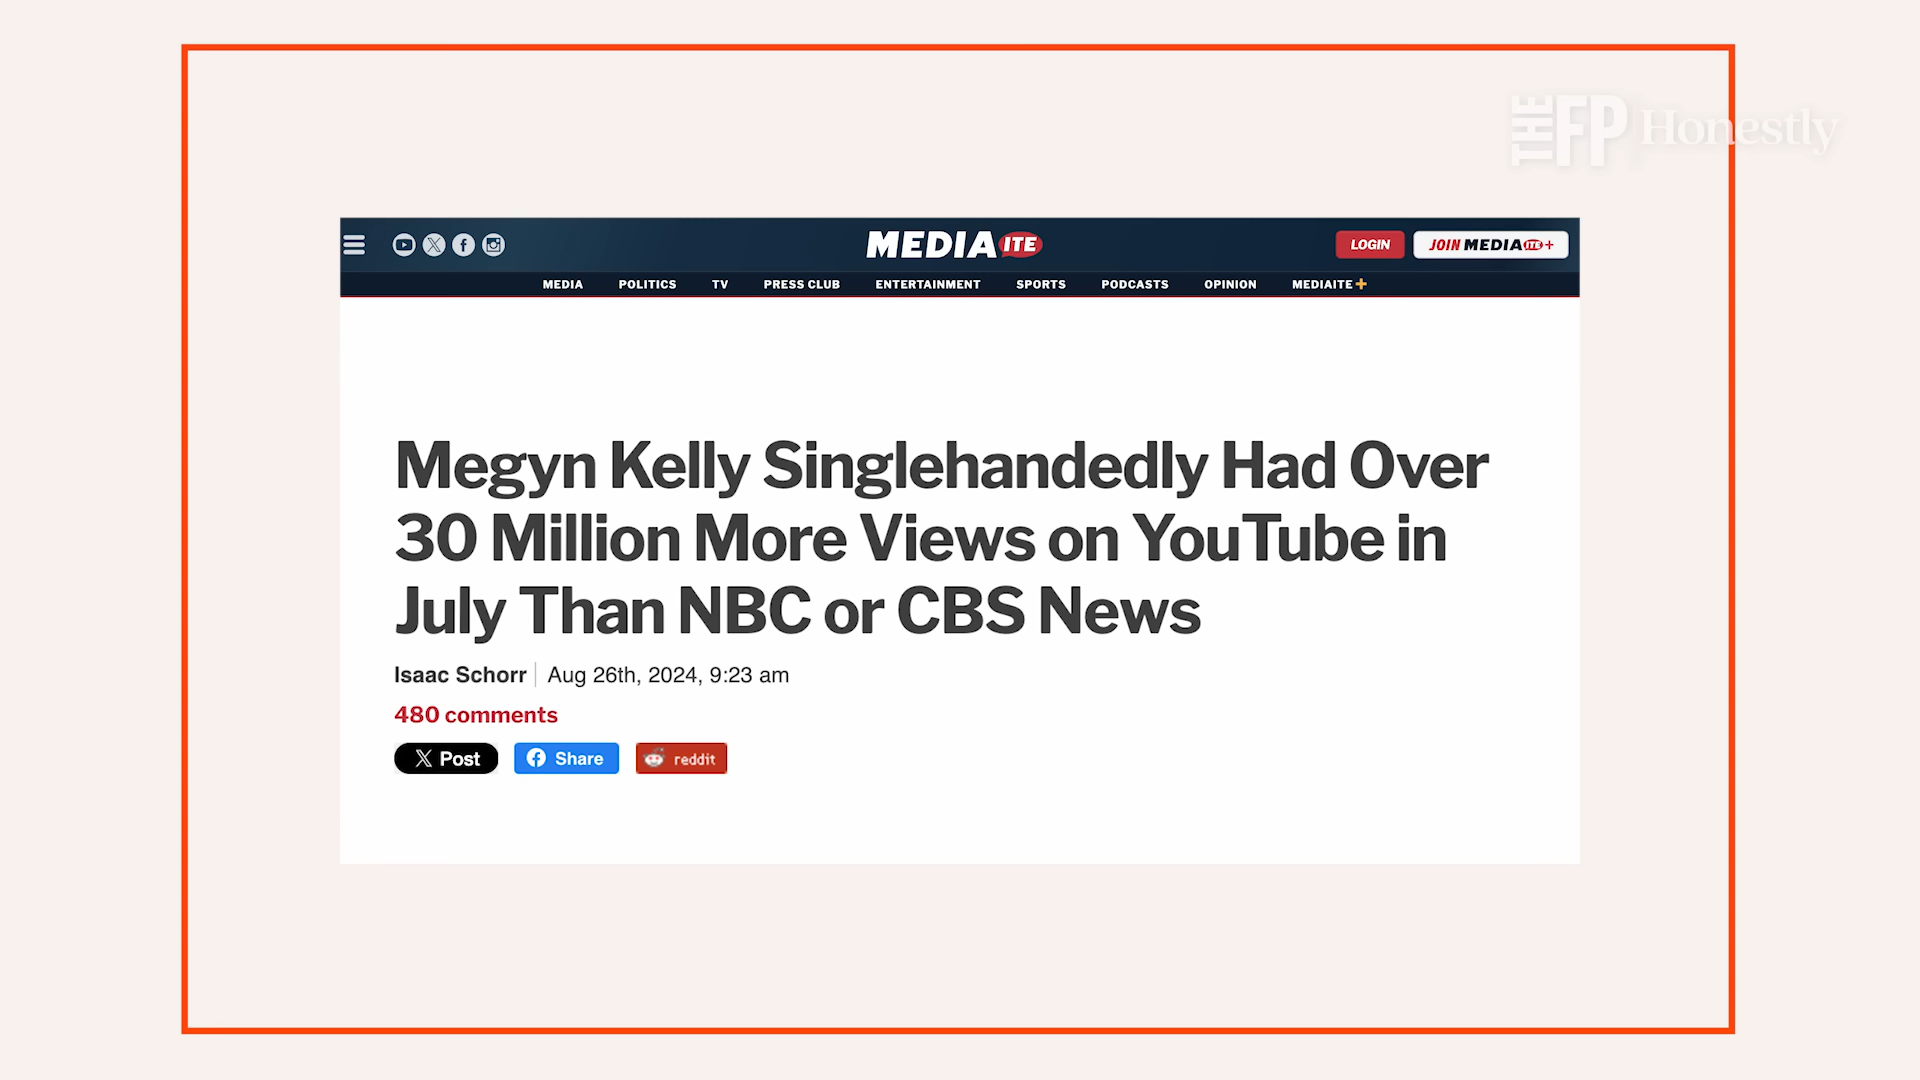 THE FP Honestly
MEDIAITE
LOGIN
JOIN MEDIAITE+
MEDIA POLITICS TV PRESS CLUB ENTERTAINMENT SPORTS PODCASTS OPINION MEDIAITE+
Megyn Kelly Singlehandedly Had Over
30 Million More Views on YouTube in
July Than NBC or CBS News
Isaac Schorr | Aug 26th, 2024, 9:23 am
480 comments
X Post
Share
reddit